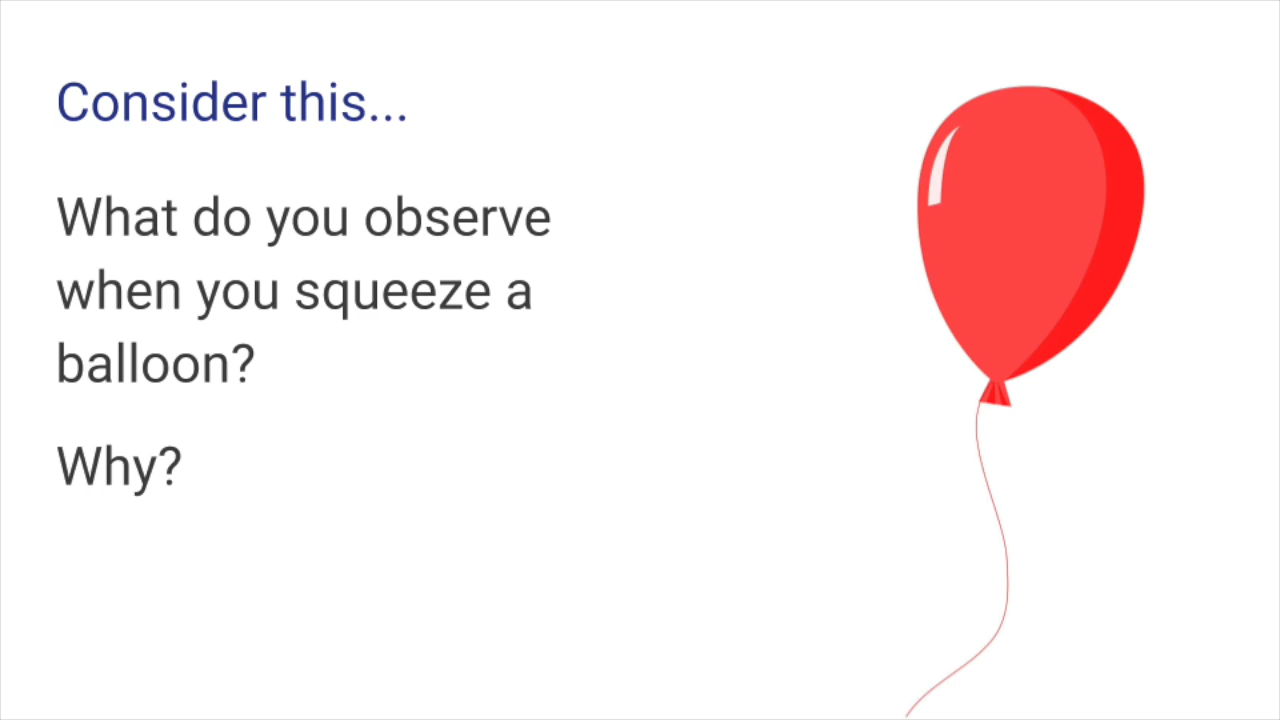 Consider this...
What do you observe
when you squeeze a
balloon?
Why?